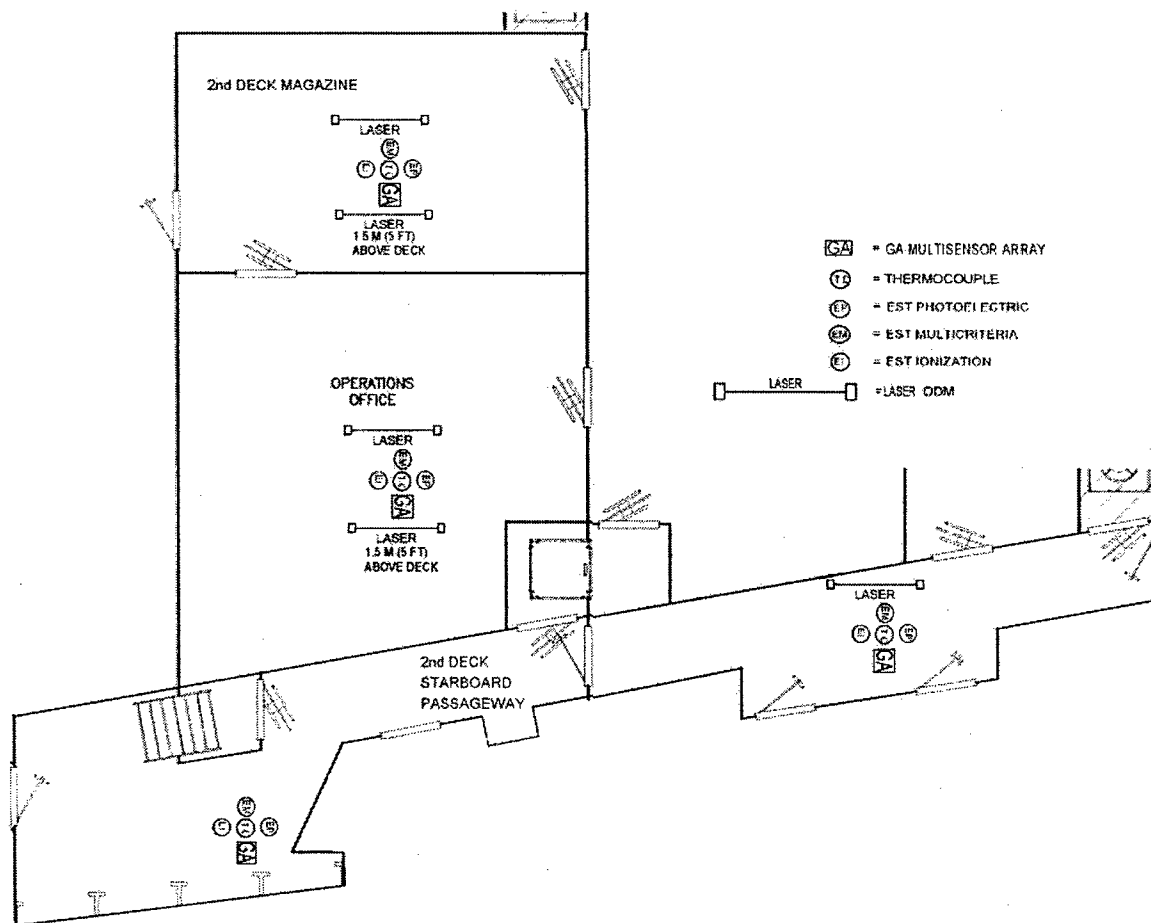 2nd DECK MAGAZINE
LASER
EM
EI TC EP
GA
LASER
1.5 M (5 FT)
ABOVE DECK
GA = GA MULTISENSOR ARRAY
TC = THERMOCOUPLE
EP = EST PHOTOELECTRIC
EM = EST MULTICRITERIA
EI = EST IONIZATION
LASER = LASER ODM
OPERATIONS
OFFICE
LASER
EM
EI TC EP
GA
LASER
1.5 M (5 FT)
ABOVE DECK
LASER
EM
EI TC EP
GA
2nd DECK
STARBOARD
PASSAGEWAY
EM
EI TC EP
GA